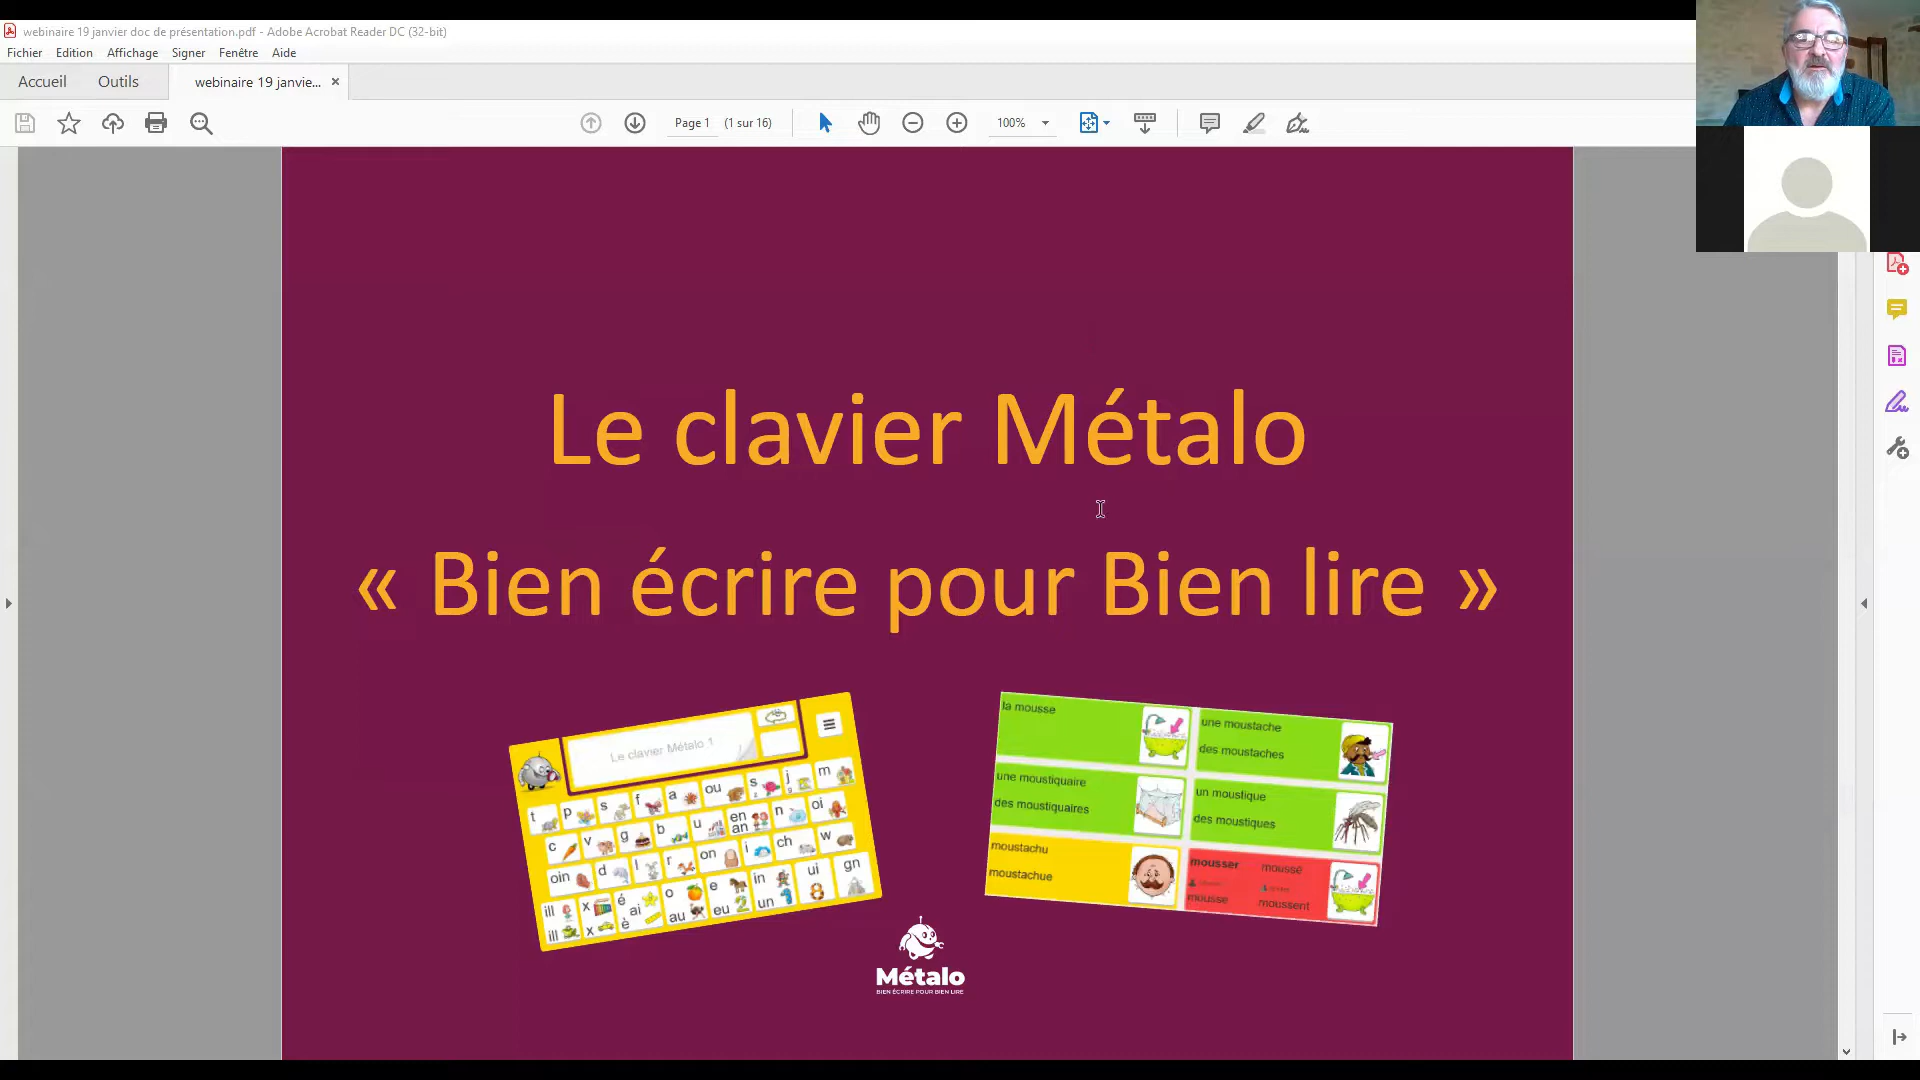 webinaire 19 janvier doc de présentation.pdf - Adobe Acrobat Reader DC (32-bit)
Fichier Edition Affichage Signer Fenêtre Aide
Accueil Outils webinaire 19 janvie... ×
Page 1 (1 sur 16) 100%
Le clavier Métalo
« Bien écrire pour Bien lire »
Le clavier Métalo 1
t p s f a ou s z j g m
c v g b u en an n oi
oin d l r on i ch w
ill ill x x é ai è o au e eu in un ui gn
la mousse
une moustache
des moustaches
une moustiquaire
des moustiquaires
un moustique
des moustiques
moustachu
moustachue
mousser moussé
mousse moussent
Métalo
BIEN ÉCRIRE POUR BIEN LIRE